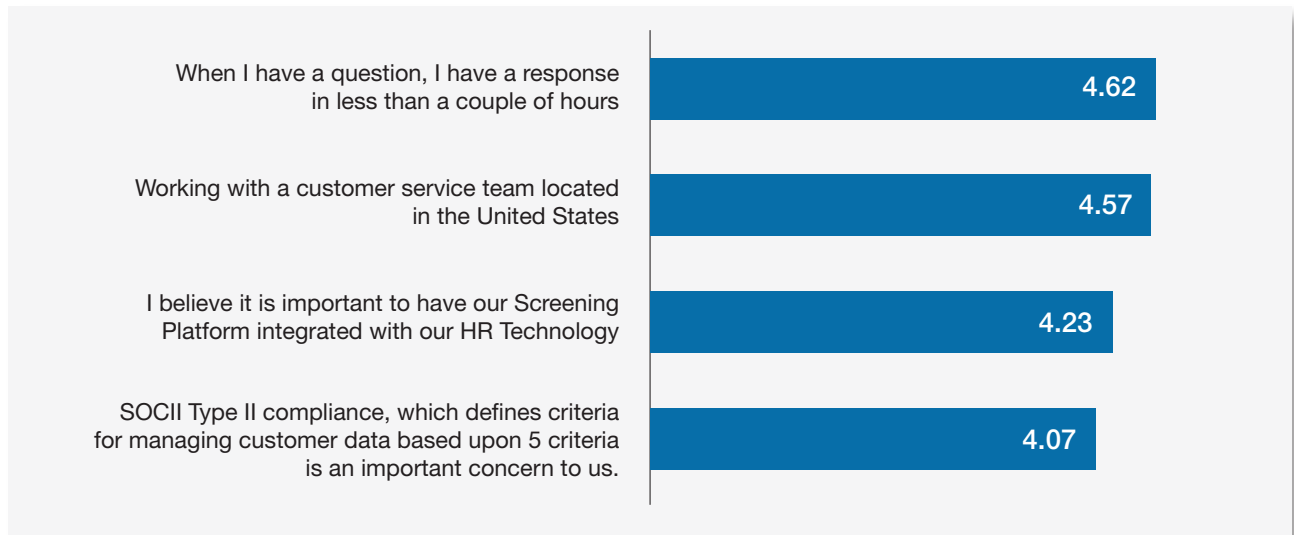 When I have a question, I have a response
in less than a couple of hours
4.62
Working with a customer service team located
in the United States
4.57
I believe it is important to have our Screening
Platform integrated with our HR Technology
4.23
SOCII Type II compliance, which defines criteria
for managing customer data based upon 5 criteria
is an important concern to us.
4.07